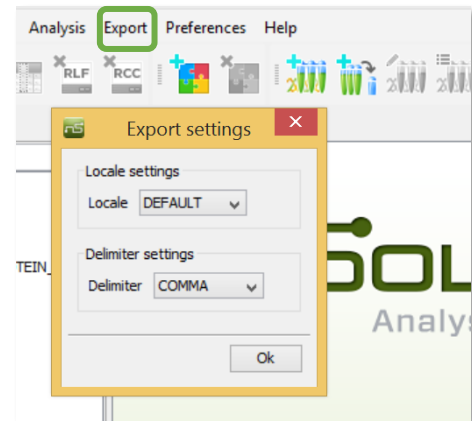 Analysis Export Preferences Help
RLF RCC
Export settings
Locale settings
Locale DEFAULT
Delimiter settings
TEIN_
Delimiter COMMA
SOL
Analys
Ok